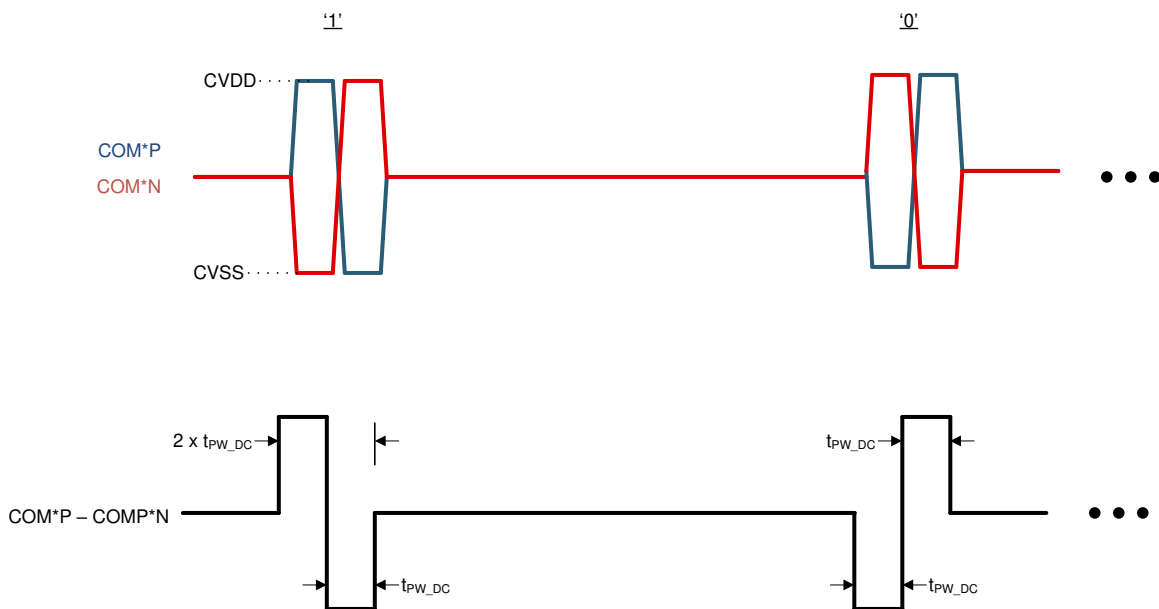 ‘1’
‘0’
CVDD
COM*P
COM*N
CVSS
2 x tPW_DC
tPW_DC
COM*P – COMP*N
tPW_DC
tPW_DC